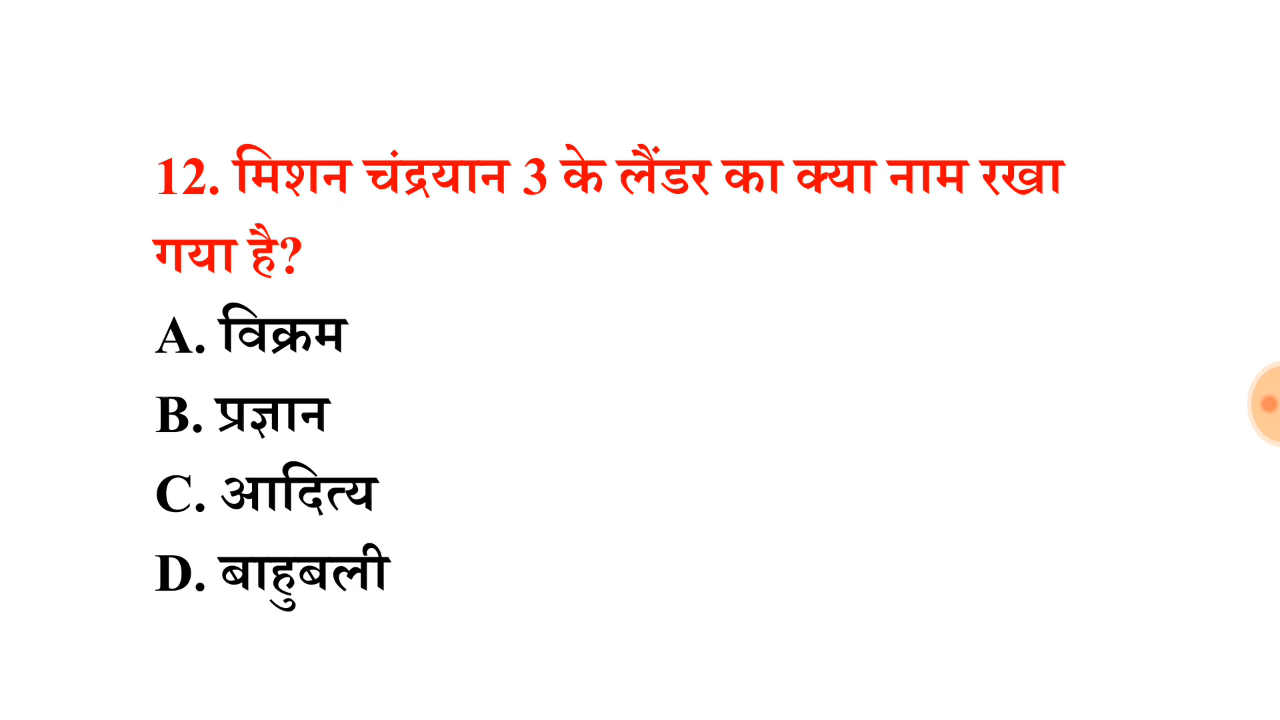 12. मिशन चंद्रयान 3 के लैंडर का क्या नाम रखा
गया है?
A. विक्रम
B. प्रज्ञान
C. आदित्य
D. बाहुबली